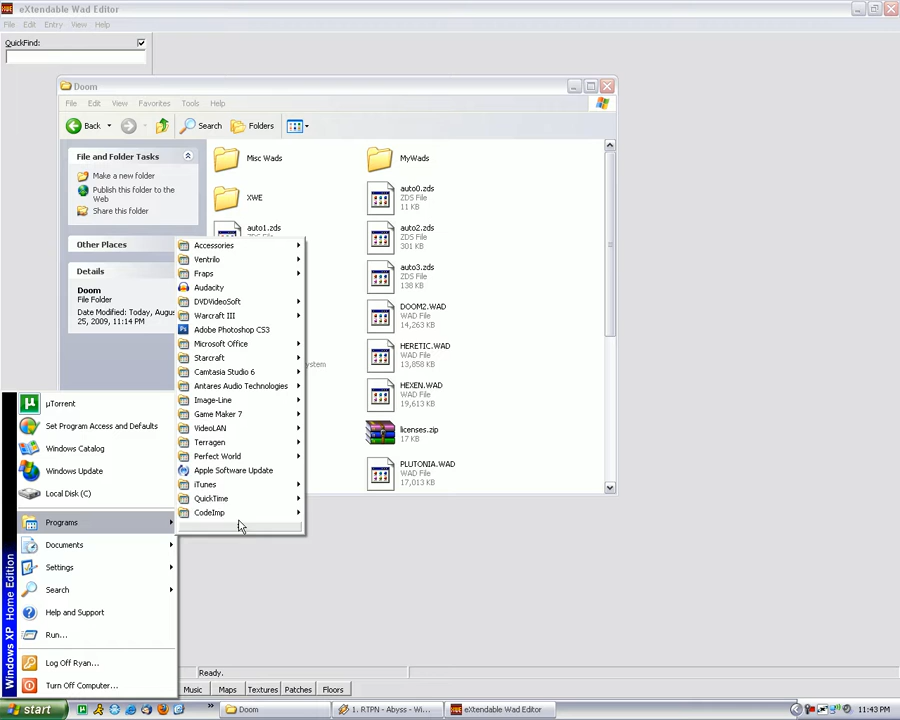 eXtendable Wad Editor
File Edit Entry View Help
QuickFind:
Doom
File Edit View Favorites Tools Help
Back Search Folders
File and Folder Tasks
Make a new folder
Publish this folder to the
Web
Share this folder
Other Places
Details
Doom
File Folder
Date Modified: Today, August
25, 2009, 11:14 PM
Misc Wads
MyWads
XWE
auto0.zds
ZDS File
11 KB
auto1.zds
auto2.zds
ZDS File
301 KB
auto3.zds
ZDS File
237 KB
DOOM2.WAD
WAD File
14,263 KB
HERETIC.WAD
WAD File
13,858 KB
HEXEN.WAD
WAD File
19,613 KB
licenses.zip
17 KB
PLUTONIA.WAD
WAD File
17,013 KB
system
Accessories
Ventrilo
Fraps
Audacity
DVDVideoSoft
Warcraft III
Adobe Photoshop CS3
Microsoft Office
Starcraft
Camtasia Studio 6
Antares Audio Technologies
Image-Line
Game Maker 7
VideoLAN
Terragen
Perfect World
Apple Software Update
iTunes
QuickTime
CodeImp
µTorrent
Set Program Access and Defaults
Windows Catalog
Windows Update
Local Disk (C)
Programs
Documents
Settings
Search
Help and Support
Run...
Log Off Ryan...
Turn Off Computer...
Windows XP Home Edition
Ready.
Music Maps Textures Patches Floors
start
Doom
1. RTPN - Abyss - Wi...
eXtendable Wad Editor
11:43 PM